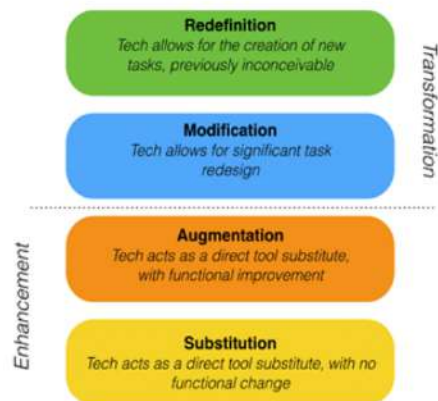 Redefinition
Tech allows for the creation of new
tasks, previously inconceivable
Transformation
Modification
Tech allows for significant task
redesign
Augmentation
Tech acts as a direct tool substitute,
with functional improvement
Enhancement
Substitution
Tech acts as a direct tool substitute, with no
functional change